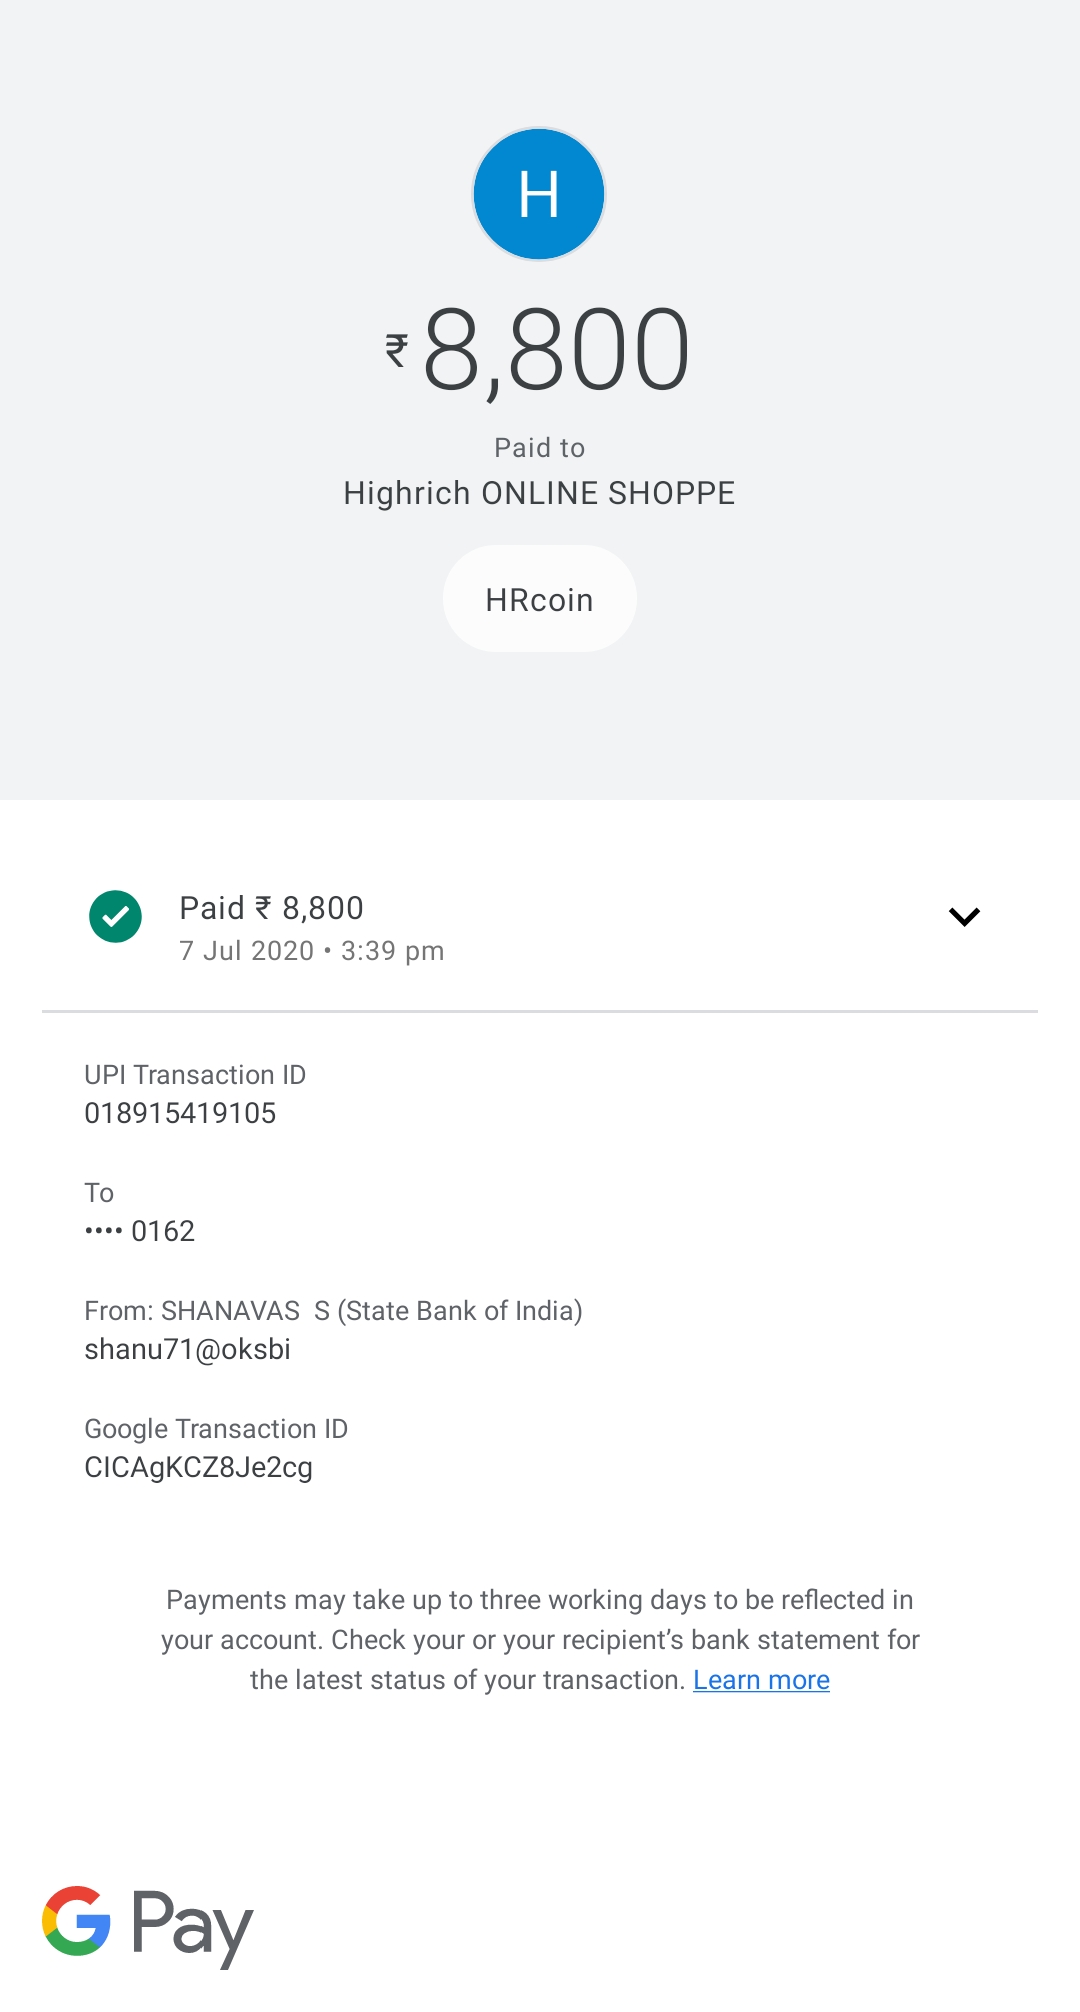 H
₹8,800
Paid to
Highrich ONLINE SHOPPE
HRcoin
Paid ₹ 8,800
7 Jul 2020 • 3:39 pm
UPI Transaction ID
018915419105
To
•••• 0162
From: SHANAVAS  S (State Bank of India)
shanu71@oksbi
Google Transaction ID
CICAgKCZ8Je2cg
Payments may take up to three working days to be reflected in
your account. Check your or your recipient’s bank statement for
the latest status of your transaction. Learn more
G Pay